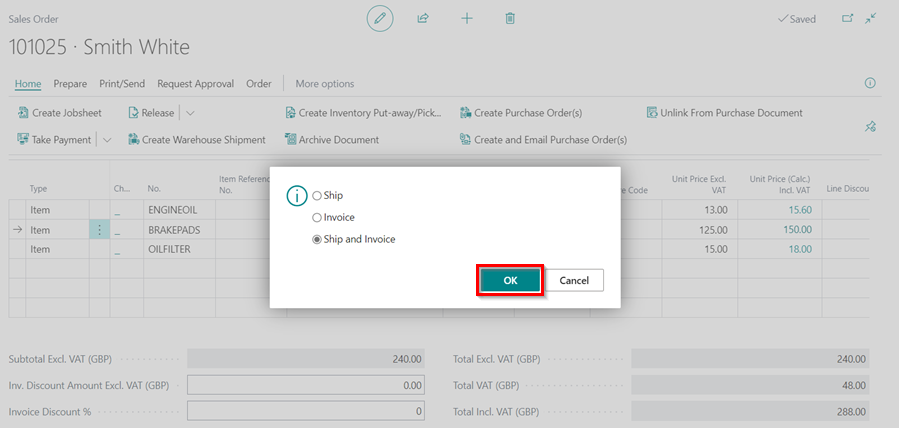 Sales Order
Saved
101025 · Smith White
Home Prepare Print/Send Request Approval Order More options
Create Jobsheet Release Create Inventory Put-away/Pick... Create Purchase Order(s) Unlink From Purchase Document
Take Payment Create Warehouse Shipment Archive Document Create and Email Purchase Order(s)
Type Ch... No. Item Reference No. Code Unit Price Excl. VAT Unit Price (Calc.) Incl. VAT Line Discou
Item _ ENGINEOIL 13.00 15.60
Item _ BRAKEPADS 125.00 150.00
Item _ OILFILTER 15.00 18.00
Ship
Invoice
Ship and Invoice
OK Cancel
Subtotal Excl. VAT (GBP) 240.00 Total Excl. VAT (GBP) 240.00
Inv. Discount Amount Excl. VAT (GBP) 0.00 Total VAT (GBP) 48.00
Invoice Discount % 0 Total Incl. VAT (GBP) 288.00